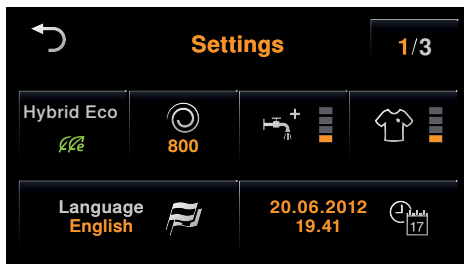 Settings
1/3
Hybrid Eco
800
+
Language
English
20.06.2012
19.41
17